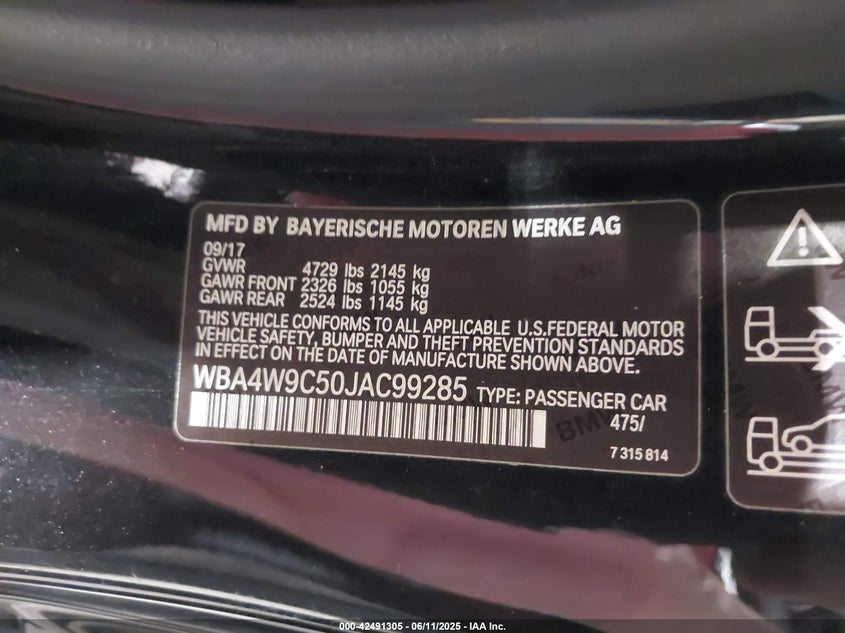 MFD BY BAYERISCHE MOTOREN WERKE AG
09/17
GVWR 4729 lbs 2145 kg
GAWR FRONT 2326 lbs 1055 kg
GAWR REAR 2524 lbs 1145 kg
THIS VEHICLE CONFORMS TO ALL APPLICABLE U.S.FEDERAL MOTOR
VEHICLE SAFETY, BUMPER AND THEFT PREVENTION STANDARDS
IN EFFECT ON THE DATE OF MANUFACTURE SHOWN ABOVE.
WBA4W9C50JAC99285 TYPE: PASSENGER CAR
475/
BMW
7 315 814
000-42491305 - 06/11/2025 - IAA Inc.